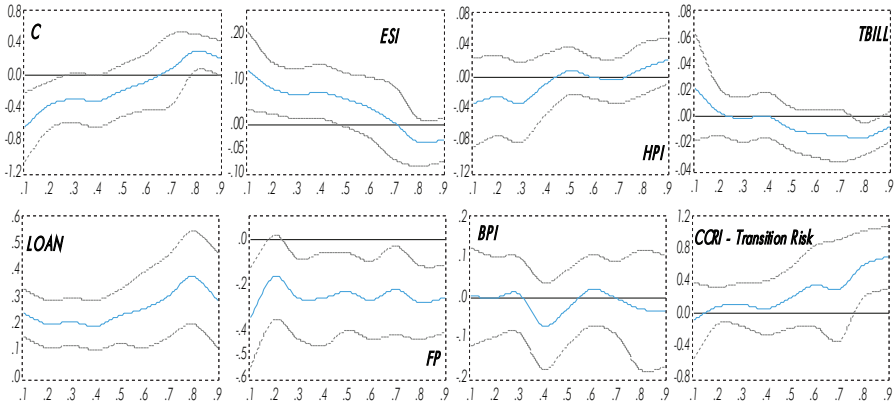 C
0.8
0.4
0.0
-0.4
-0.8
-1.2
.1 .2 .3 .4 .5 .6 .7 .8 .9
ESI
.20
.10
.00
-.05
-.10
.1 .2 .3 .4 .5 .6 .7 .8 .9
HPI
.08
.04
.00
-.04
-.08
-.12
.1 .2 .3 .4 .5 .6 .7 .8 .9
TBILL
.08
.06
.04
.02
.00
.02
.04
.1 .2 .3 .4 .5 .6 .7 .8 .9
LOAN
.6
.5
.4
.3
.2
.1
.0
.1 .2 .3 .4 .5 .6 .7 .8 .9
FP
.0
-.2
-.4
-.5
-.6
.1 .2 .3 .4 .5 .6 .7 .8 .9
BPI
.2
.1
.0
-.1
-.2
.1 .2 .3 .4 .5 .6 .7 .8 .9
CCRI - Transition Risk
1.2
0.8
0.4
0.0
-0.4
-0.8
.1 .2 .3 .4 .5 .6 .7 .8 .9